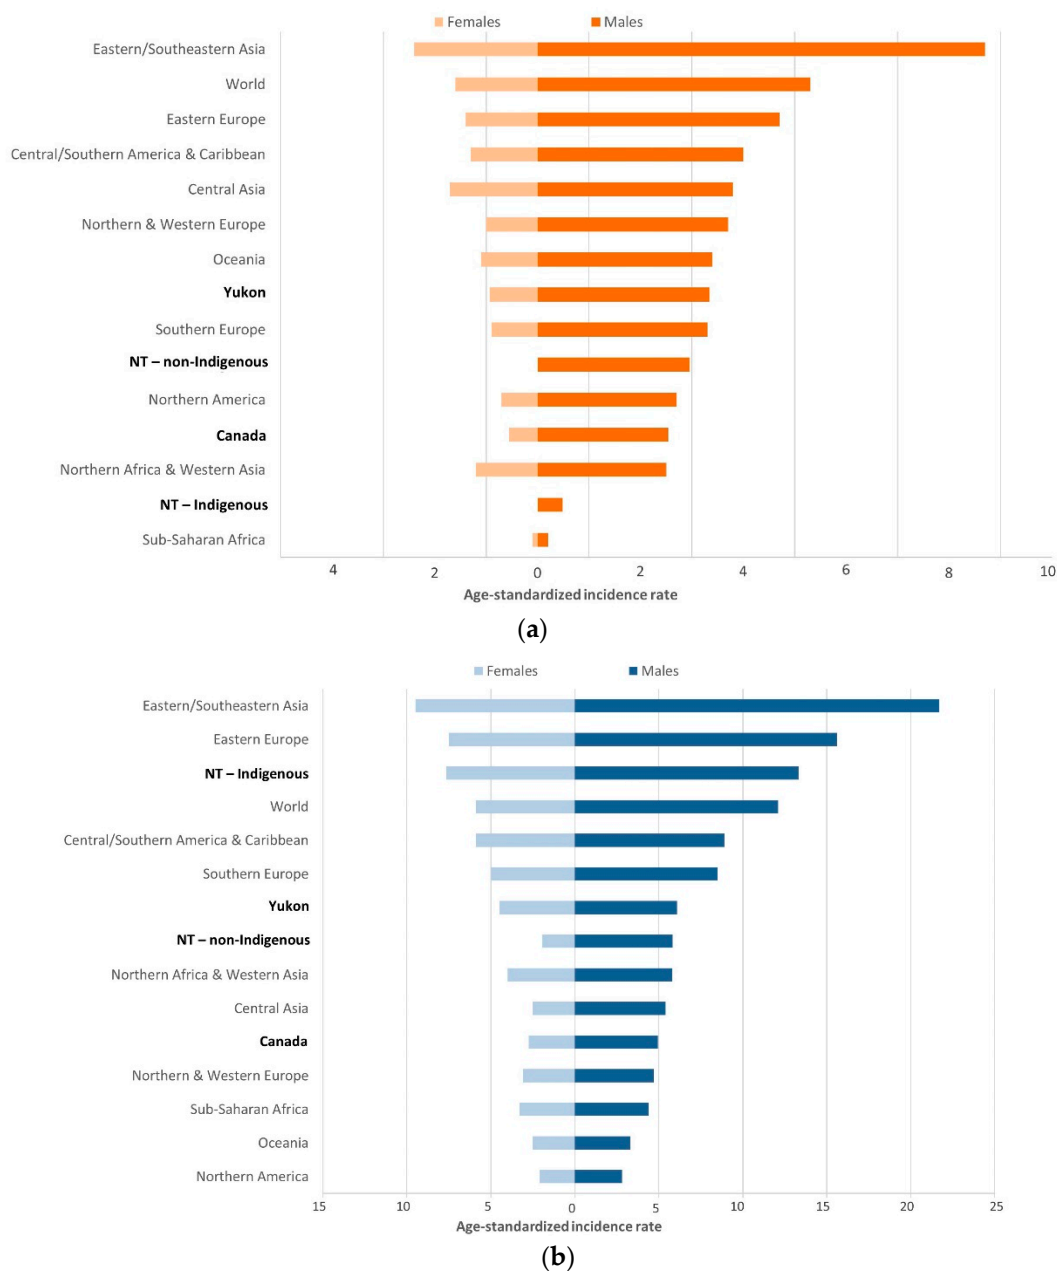 Females Males
Eastern/Southeastern Asia
World
Eastern Europe
Central/Southern America & Caribbean
Central Asia
Northern & Western Europe
Oceania
Yukon
Southern Europe
NT – non-Indigenous
Northern America
Canada
Northern Africa & Western Asia
NT – Indigenous
Sub-Saharan Africa
4 2 0 2 4 6 8 10
Age-standardized incidence rate
(a)
Females Males
Eastern/Southeastern Asia
Eastern Europe
NT – Indigenous
World
Central/Southern America & Caribbean
Southern Europe
Yukon
NT – non-Indigenous
Northern Africa & Western Asia
Central Asia
Canada
Northern & Western Europe
Sub-Saharan Africa
Oceania
Northern America
15 10 5 0 5 10 15 20 25
Age-standardized incidence rate
(b)